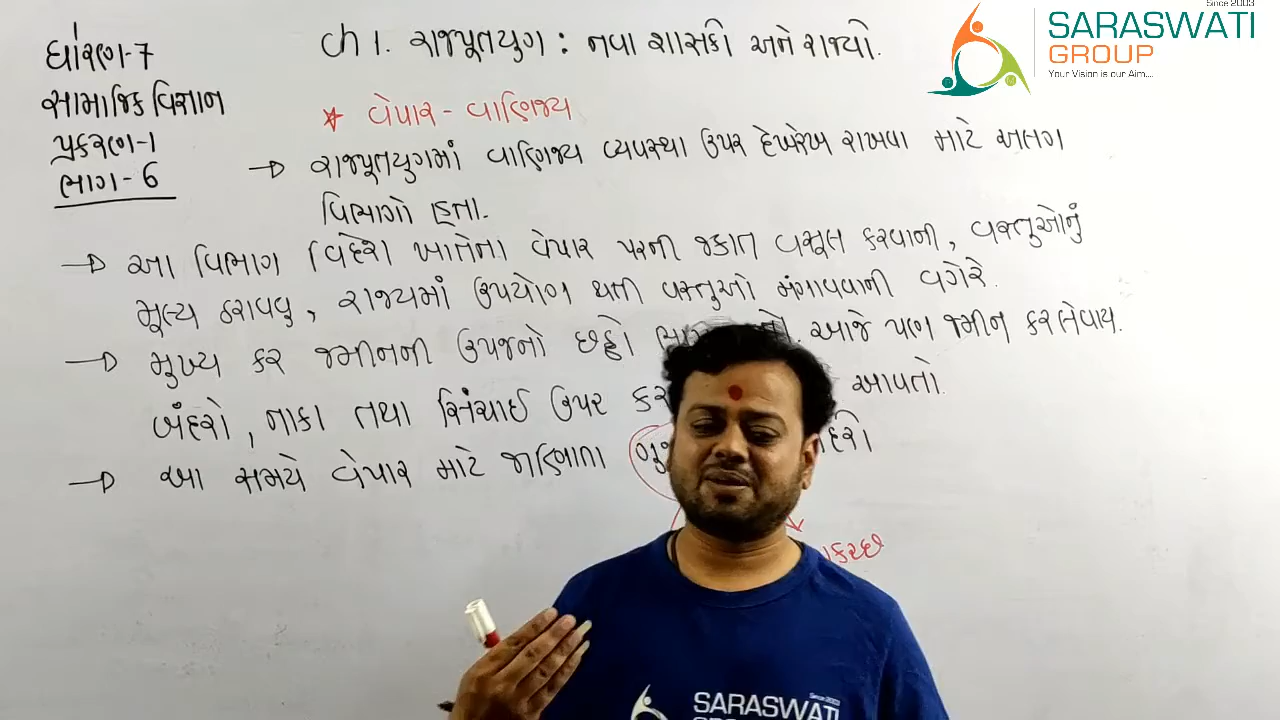 ધોરણ-7
સામાજિક વિજ્ઞાન
પ્રકરણ-1
ભાગ-6
Ch 1. રાજપૂતયુગ : નવા શાસકો અને રાજ્યો.
Since 2003
SARASWATI
GROUP
Your Vision is our Aim....
* વેપાર - વાણિજ્ય
→ રાજપૂતયુગમાં વાણિજ્ય વ્યવસ્થા ઉપર દેખરેખ રાખવા માટે અલગ
વિભાગો હતા.
→ આ વિભાગ વિદેશ ખાતેના વેપાર પરની જકાત વસૂલ કરવાની, વસ્તુઓનું
મૂલ્ય ઠરાવવુ, રાજ્યમાં ઉપયોગ થતી વસ્તુઓ મંગાવવાની વગેરે.
→ મુખ્ય કર જમીનની ઉપજનો છઠ્ઠો આજે પણ જમીન કર લેવાય.
બંદરો, નાકા તથા સિંચાઈ ઉપર કર આવતો.
→ આ સમયે વેપાર માટે જાણિતા
SARASWATI
Since 2003